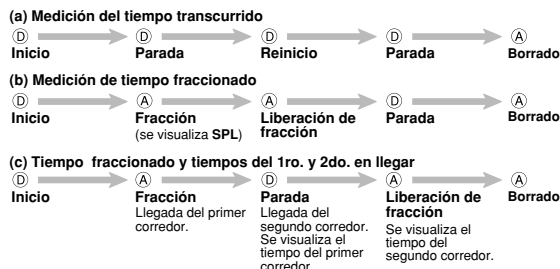 (a) Medición del tiempo transcurrido
D D D D A
Inicio Parada Reinicio Parada Borrado
(b) Medición de tiempo fraccionado
D A A D A
Inicio Fracción Liberación de Parada Borrado
(se visualiza SPL) fracción
(c) Tiempo fraccionado y tiempos del 1ro. y 2do. en llegar
D A D A A
Inicio Fracción Parada Liberación de Borrado
Llegada del primer Llegada del fracción
corredor. segundo corredor. Se visualiza el
Se visualiza el tiempo del
tiempo del primer segundo corredor.
corredor